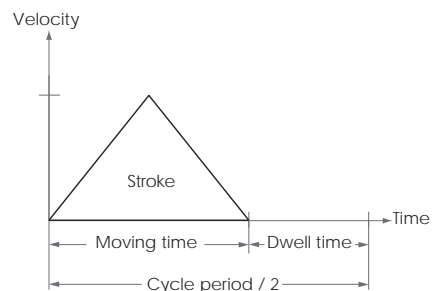 Velocity
Stroke
Time
Moving time
Dwell time
Cycle period / 2